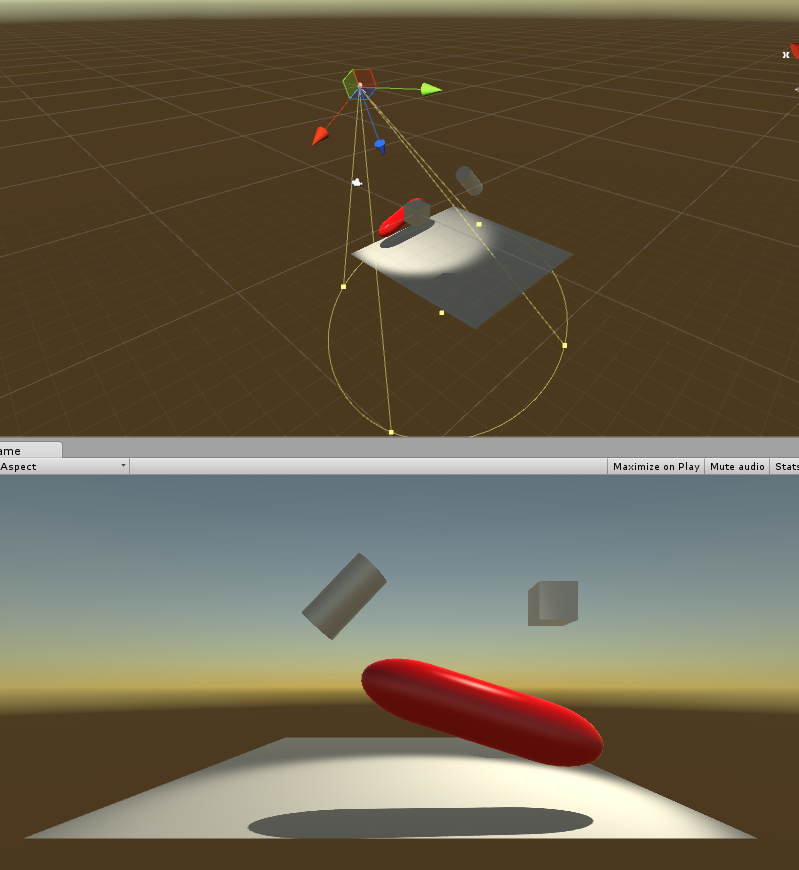 x
ame
Aspect
Maximize on Play
Mute audio
Stats